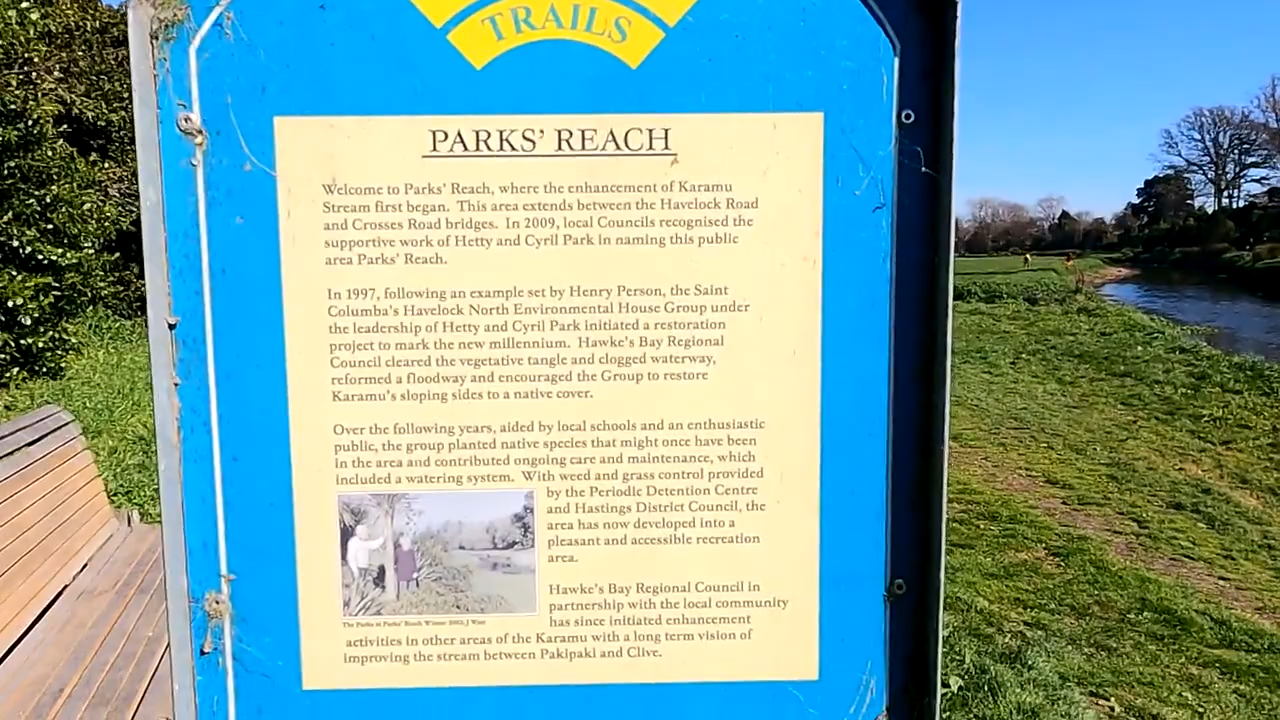 TRAILS
PARKS' REACH
Welcome to Parks' Reach, where the enhancement of Karamu
Stream first began. This area extends between the Havelock Road
and Crosses Road bridges. In 2009, local Councils recognised the
supportive work of Hetty and Cyril Park in naming this public
area Parks' Reach.
In 1997, following an example set by Henry Person, the Saint
Columba's Havelock North Environmental House Group under
the leadership of Hetty and Cyril Park initiated a restoration
project to mark the new millennium. Hawke's Bay Regional
Council cleared the vegetative tangle and clogged waterway,
reformed a floodway and encouraged the Group to restore
Karamu's sloping sides to a native cover.
Over the following years, aided by local schools and an enthusiastic
public, the group planted native species that might once have been
in the area and contributed ongoing care and maintenance, which
included a watering system. With weed and grass control provided
by the Periodic Detention Centre
and Hastings District Council, the
area has now developed into a
pleasant and accessible recreation
area.
Hawke's Bay Regional Council in
partnership with the local community
has since initiated enhancement
activities in other areas of the Karamu with a long term vision of
improving the stream between Pakipaki and Clive.
The Parks at Parks' Reach Winter